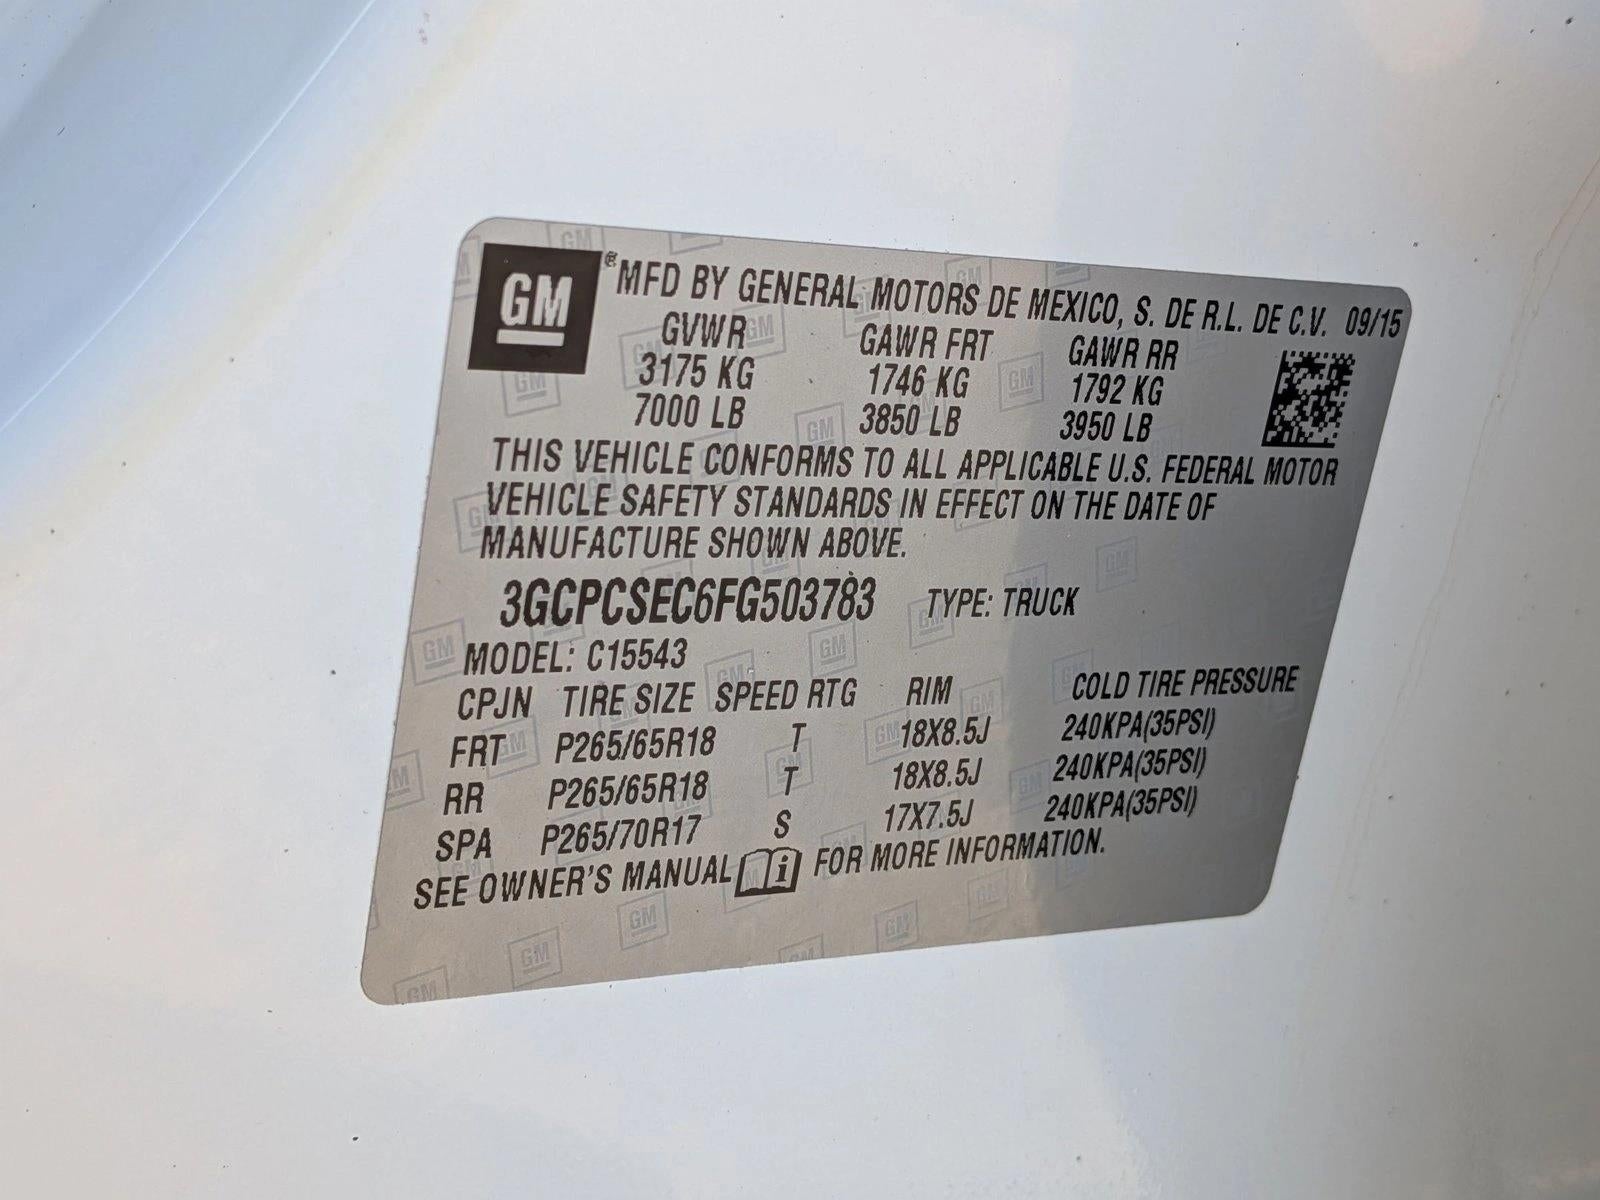 GM ® MFD BY GENERAL MOTORS DE MEXICO, S. DE R.L. DE C.V. 09/15
GVWR GAWR FRT GAWR RR
3175 KG 1746 KG 1792 KG
7000 LB 3850 LB 3950 LB
THIS VEHICLE CONFORMS TO ALL APPLICABLE U.S. FEDERAL MOTOR
VEHICLE SAFETY STANDARDS IN EFFECT ON THE DATE OF
MANUFACTURE SHOWN ABOVE.
3GCPCSEC6FG503783 TYPE: TRUCK
MODEL: C15543
CPJN TIRE SIZE SPEED RTG RIM COLD TIRE PRESSURE
FRT P265/65R18 T 18X8.5J 240KPA(35PSI)
RR P265/65R18 T 18X8.5J 240KPA(35PSI)
SPA P265/70R17 S 17X7.5J 240KPA(35PSI)
SEE OWNER'S MANUAL i FOR MORE INFORMATION.